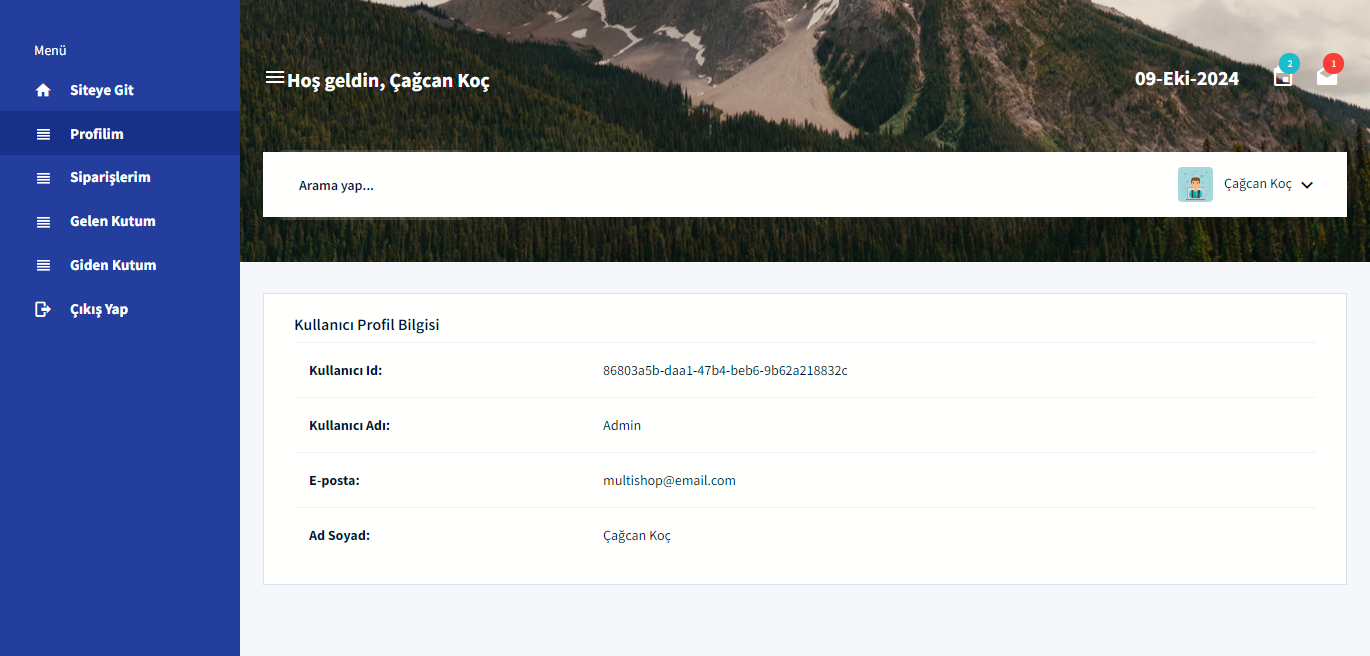 Menü
Siteye Git
Profilim
Siparişlerim
Gelen Kutum
Giden Kutum
Çıkış Yap
Hoş geldin, Çağcan Koç
09-Eki-2024
2
1
Arama yap...
Çağcan Koç
Kullanıcı Profil Bilgisi
Kullanıcı Id: 86803a5b-daa1-47b4-beb6-9b62a218832c
Kullanıcı Adı: Admin
E-posta: multishop@email.com
Ad Soyad: Çağcan Koç